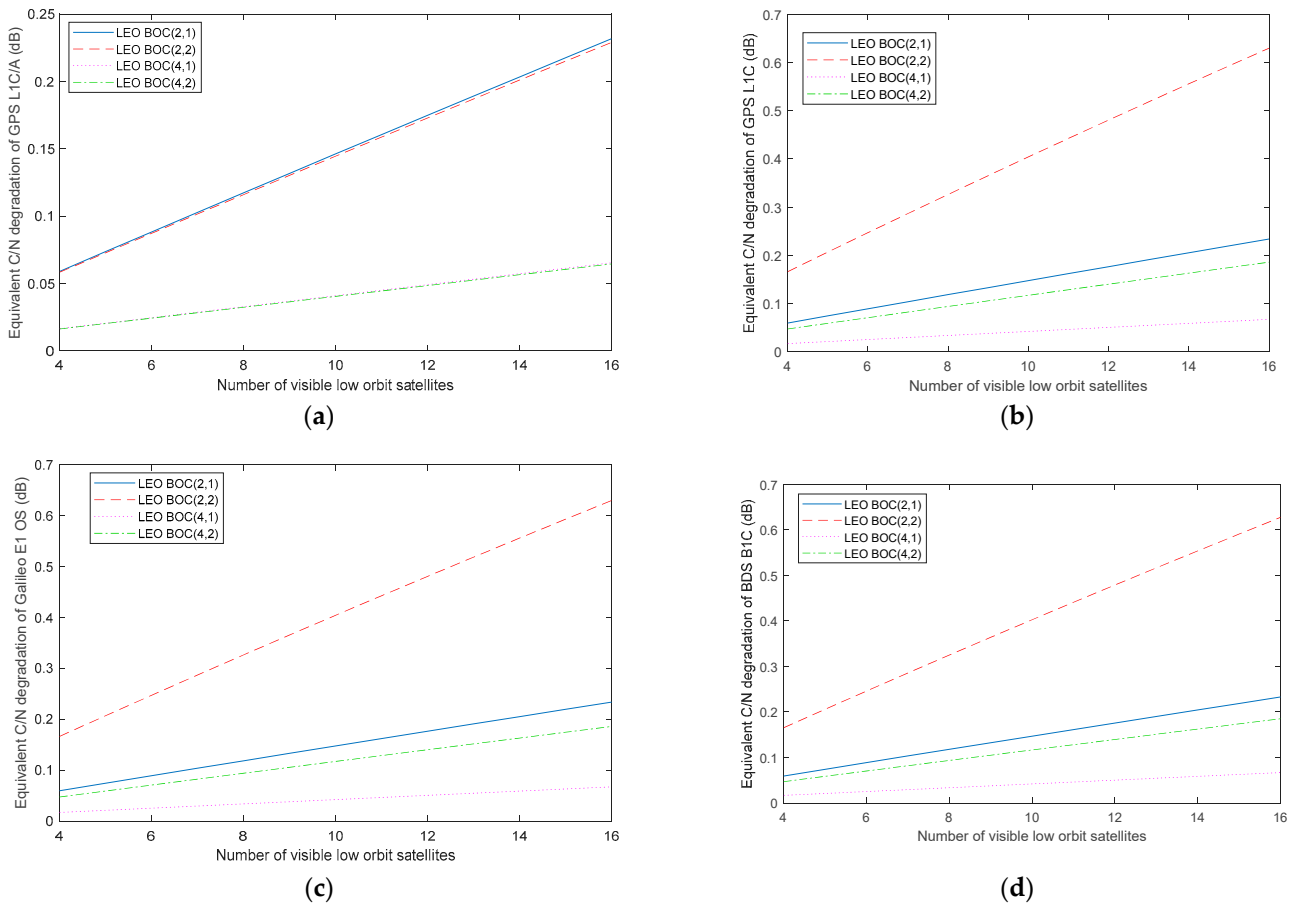 Equivalent C/N degradation of GPS L1C/A (dB)
0.25
0.2
0.15
0.1
0.05
0
LEO BOC(2,1)
LEO BOC(2,2)
LEO BOC(4,1)
LEO BOC(4,2)
4 6 8 10 12 14 16
Number of visible low orbit satellites
(a)
Equivalent C/N degradation of GPS L1C (dB)
0.7
0.6
0.5
0.4
0.3
0.2
0.1
0
LEO BOC(2,1)
LEO BOC(2,2)
LEO BOC(4,1)
LEO BOC(4,2)
4 6 8 10 12 14 16
Number of visible low orbit satellites
(b)
Equivalent C/N degradation of Galileo E1 OS (dB)
0.7
0.6
0.5
0.4
0.3
0.2
0.1
0
LEO BOC(2,1)
LEO BOC(2,2)
LEO BOC(4,1)
LEO BOC(4,2)
4 6 8 10 12 14 16
Number of visible low orbit satellites
(c)
Equivalent C/N degradation of BDS B1C (dB)
0.7
0.6
0.5
0.4
0.3
0.2
0.1
0
LEO BOC(2,1)
LEO BOC(2,2)
LEO BOC(4,1)
LEO BOC(4,2)
4 6 8 10 12 14 16
Number of visible low orbit satellites
(d)